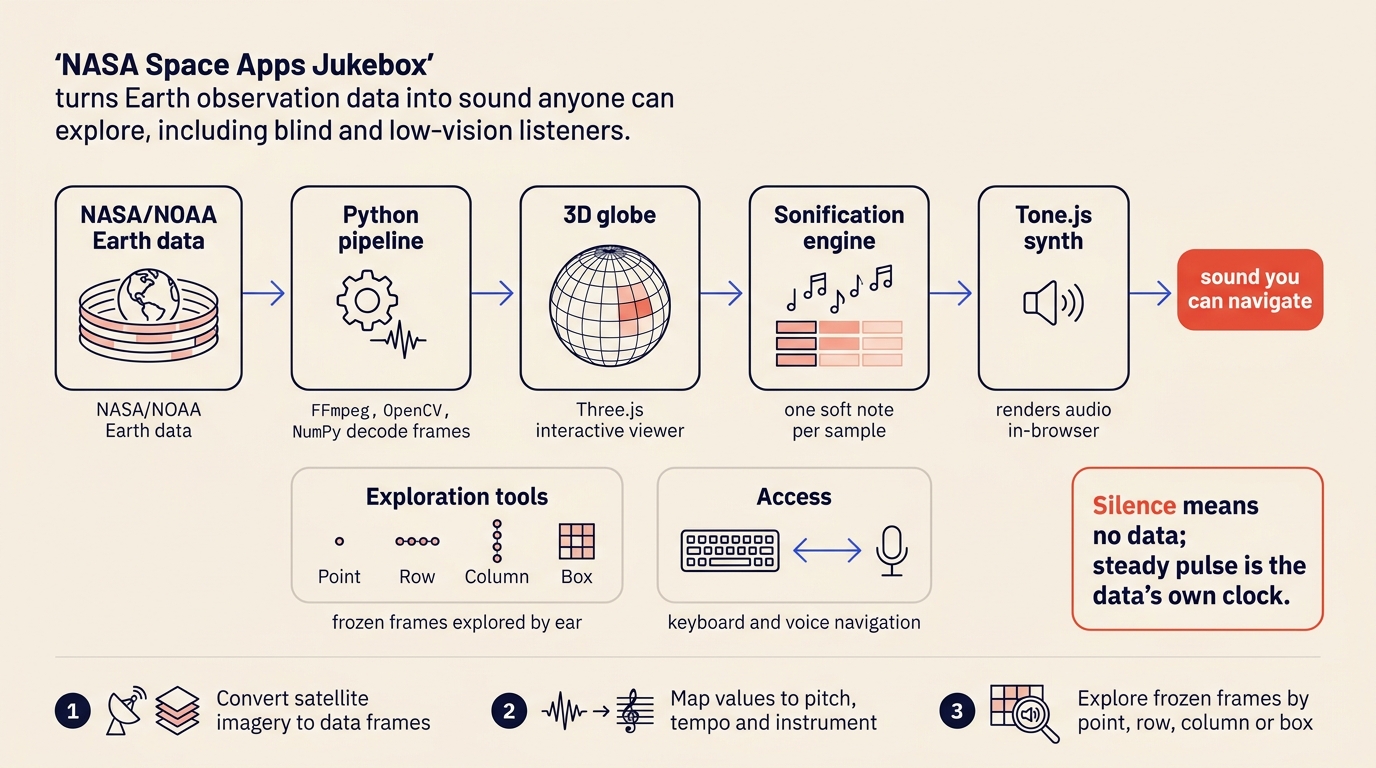 ‘NASA Space Apps Jukebox’
turns Earth observation data into sound anyone can
explore, including blind and low-vision listeners.
NASA/NOAA
Earth data
Python
pipeline
3D globe
Sonification
engine
Tone.js
synth
sound you
can navigate
NASA/NOAA
Earth data
FFmpeg, OpenCV,
NumPy decode frames
Three.js
interactive viewer
one soft note
per sample
renders audio
in-browser
Exploration tools
Point
Row
Column
Box
frozen frames explored by ear
Access
keyboard and voice navigation
Silence means
no data;
steady pulse is the
data’s own clock.
1
Convert satellite
imagery to data frames
2
Map values to pitch,
tempo and instrument
3
Explore frozen frames by
point, row, column or box